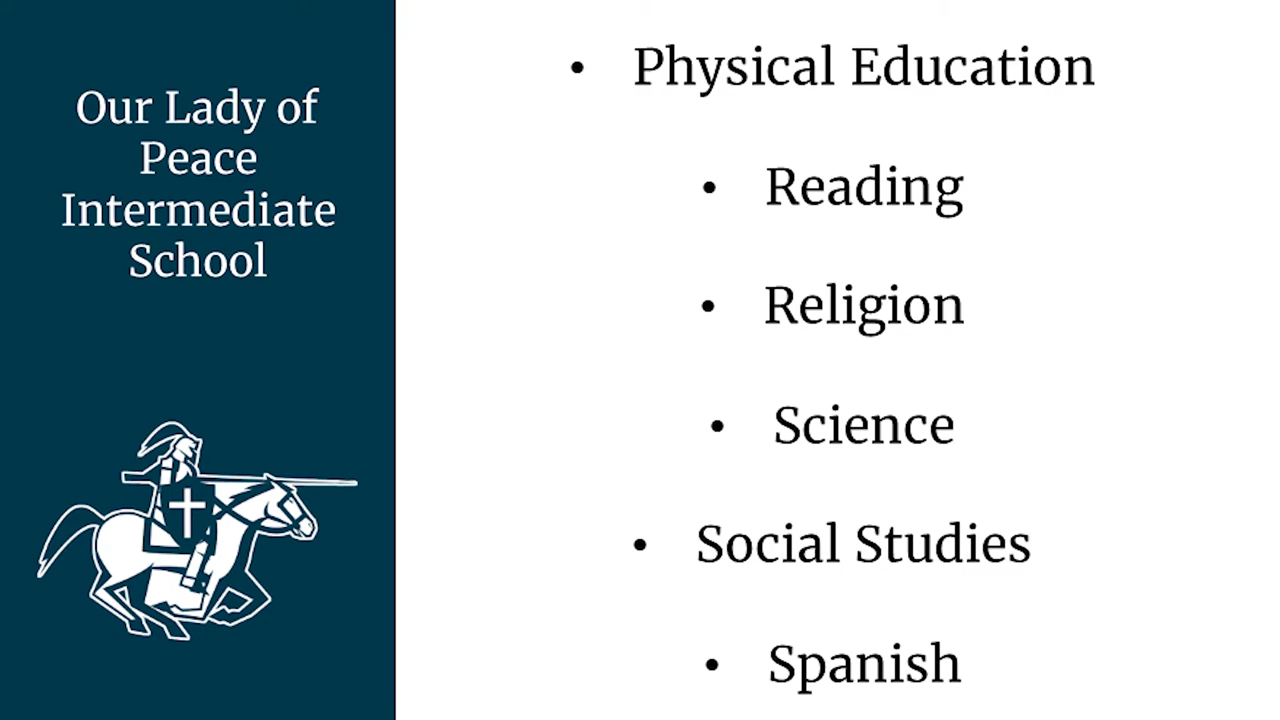 Our Lady of
Peace
Intermediate
School
• Physical Education
• Reading
• Religion
• Science
• Social Studies
• Spanish